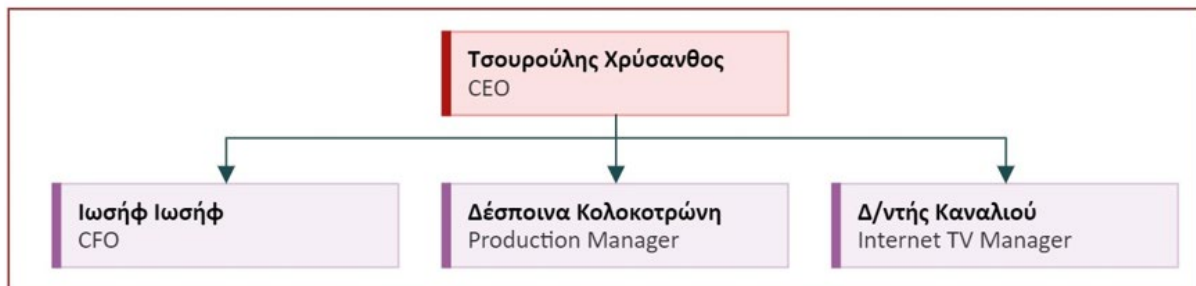 Τσουρούλης Χρύσανθος
CEO
Ιωσήφ Ιωσήφ
CFO
Δέσποινα Κολοκοτρώνη
Production Manager
Δ/ντής Καναλιού
Internet TV Manager